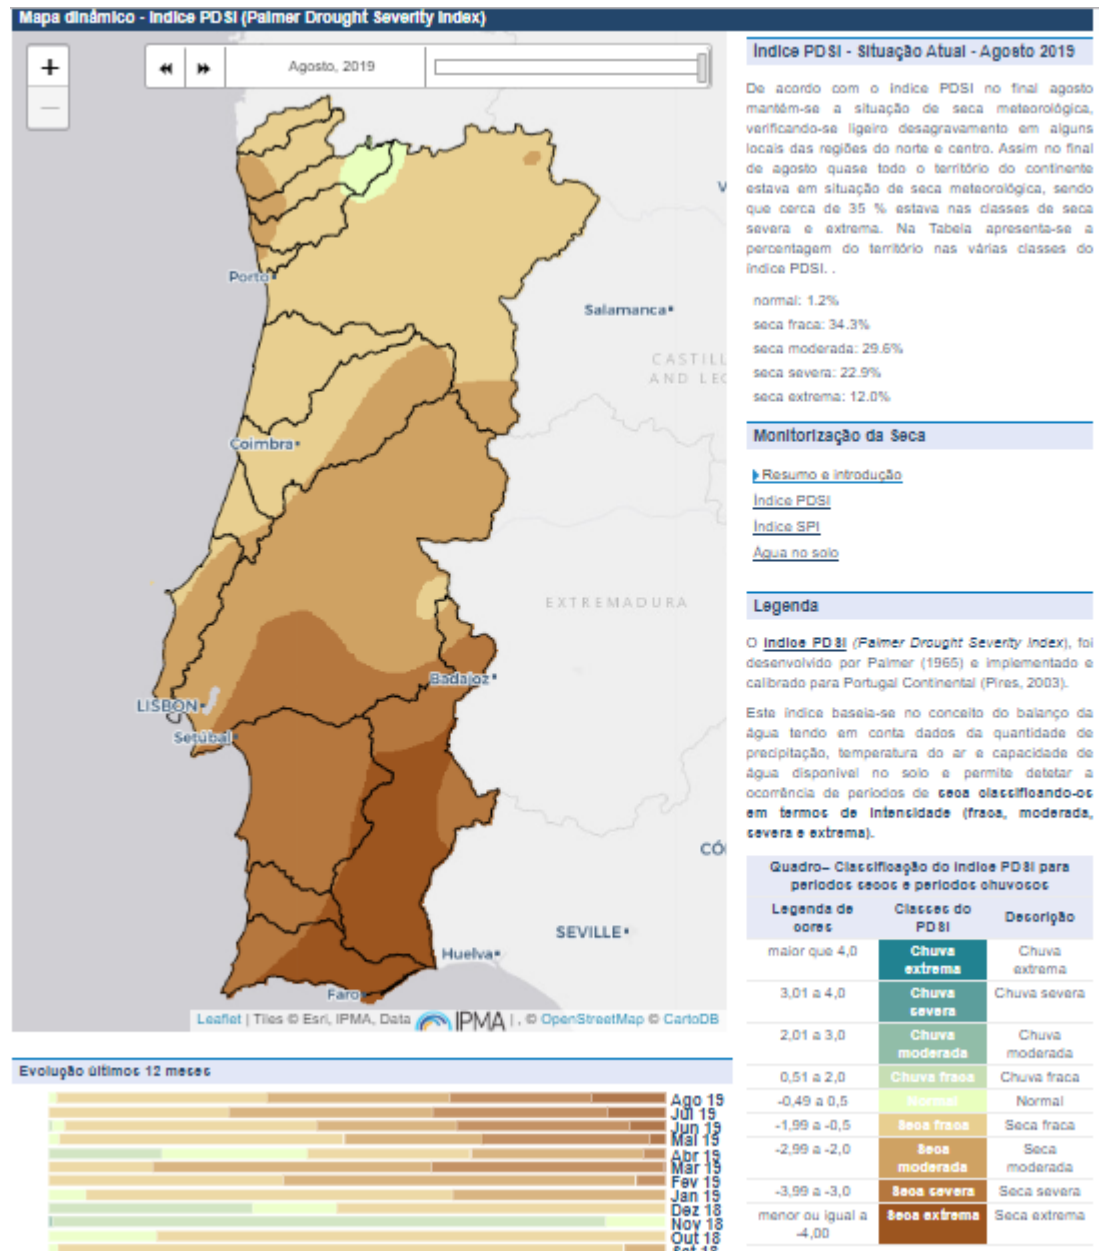 Mapa dinâmico - Indice PDSI (Palmer Drought Severity Index)
+
−
Agosto, 2019
Porto
Salamanca
CASTILL
AND LEC
V
Coimbra
EXTREMADURA
Badajoz
LISBON
Setúbal
CÓ
SEVILLE
Huelva
Faro
Leaflet | Tiles © Esri, IPMA, Data IPMA | , © OpenStreetMap © CartoDB
Evolução últimos 12 meses
Ago 19
Jul 19
Jun 19
Mai 19
Abr 19
Mar 19
Fev 19
Jan 19
Dez 18
Nov 18
Out 18
Set 18
Índice PDSI - Situação Atual - Agosto 2019
De acordo com o índice PDSI no final agosto
mantém-se a situação de seca meteorológica,
verificando-se ligeiro desagravamento em alguns
locais das regiões do norte e centro. Assim no final
de agosto quase todo o território do continente
estava em situação de seca meteorológica, sendo
que cerca de 35 % estava nas classes de seca
severa e extrema. Na Tabela apresenta-se a
percentagem do território nas várias classes do
índice PDSI. .
normal: 1.2%
seca fraca: 34.3%
seca moderada: 29.6%
seca severa: 22.9%
seca extrema: 12.0%
Monitorização da Seca
Resumo e introdução
Índice PDSI
Índice SPI
Água no solo
Legenda
O índice PDSI (Palmer Drought Severity Index), foi
desenvolvido por Palmer (1965) e implementado e
calibrado para Portugal Continental (Pires, 2003).
Este índice baseia-se no conceito do balanço da
água tendo em conta dados da quantidade de
precipitação, temperatura do ar e capacidade de
água disponível no solo e permite detetar a
ocorrência de períodos de seca classificando-os
em termos de intensidade (fraca, moderada,
severa e extrema).
Quadro– Classificação do índice PDSI para
períodos secos e períodos chuvosos
Legenda de cores Classes do PDSI Descrição
maior que 4,0 Chuva extrema Chuva extrema
3,01 a 4,0 Chuva severa Chuva severa
2,01 a 3,0 Chuva moderada Chuva moderada
0,51 a 2,0 Chuva fraca Chuva fraca
-0,49 a 0,5 Normal Normal
-1,99 a -0,5 Seca fraca Seca fraca
-2,99 a -2,0 Seca moderada Seca moderada
-3,99 a -3,0 Seca severa Seca severa
menor ou igual a -4,00 Seca extrema Seca extrema